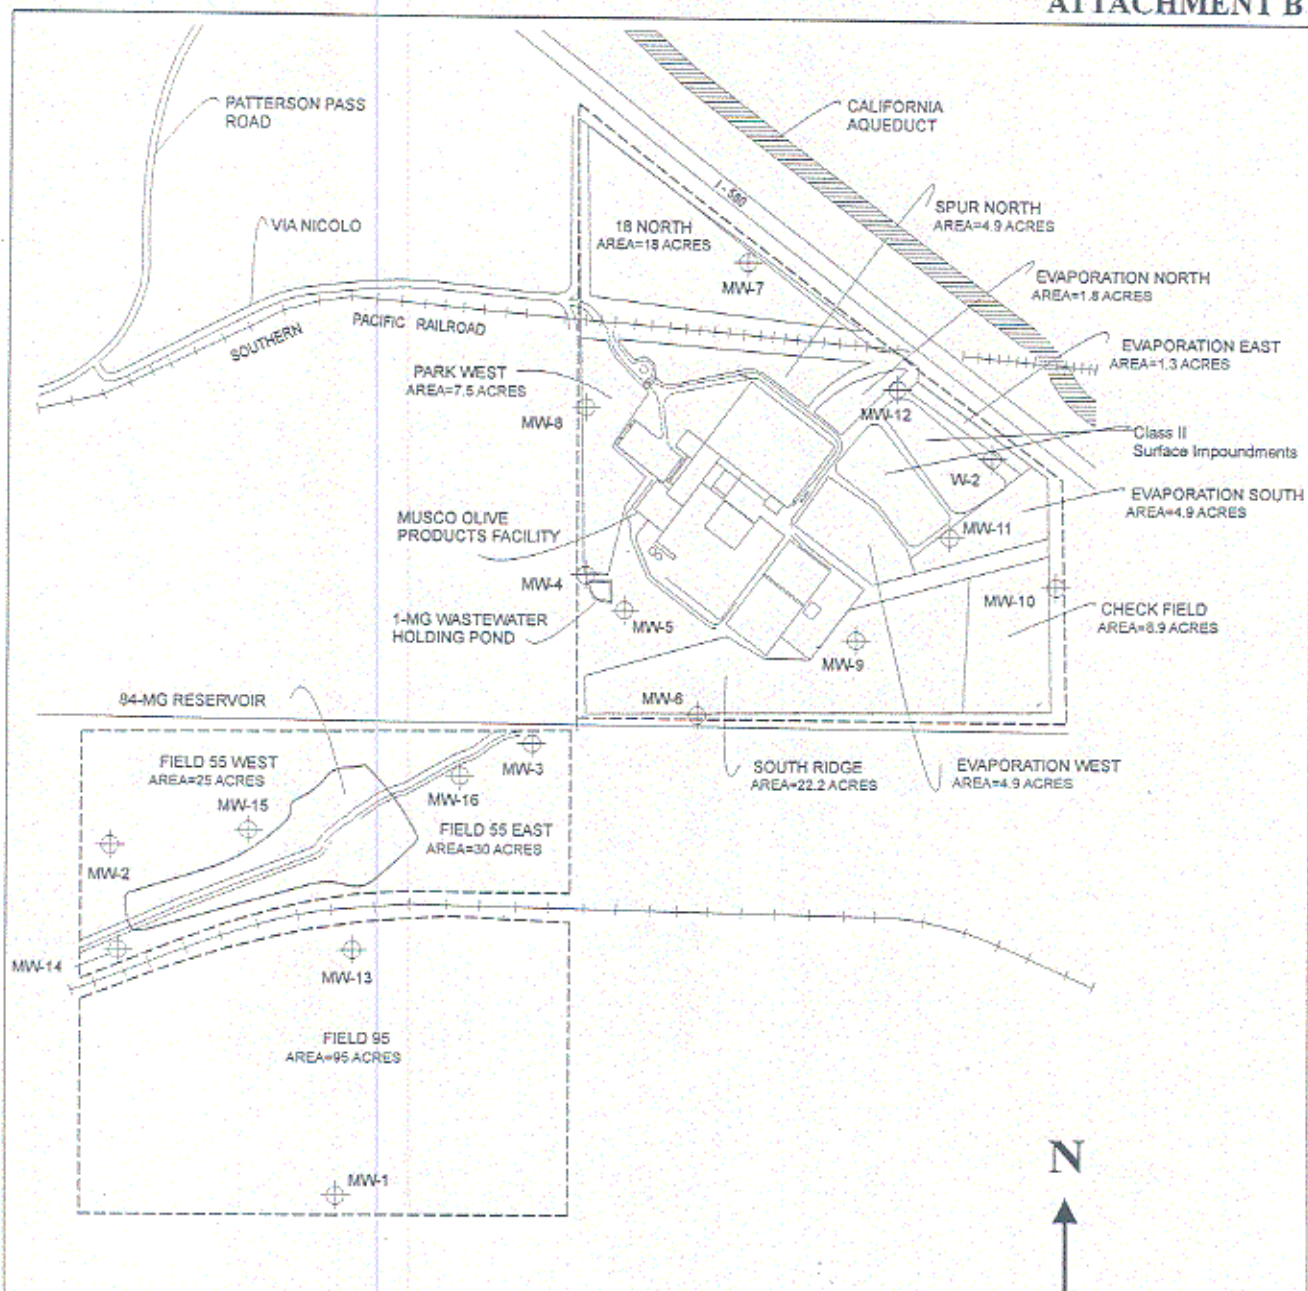 ATTACHMENT B
PATTERSON PASS
ROAD
CALIFORNIA
AQUEDUCT
I - 580
SPUR NORTH
AREA=4.9 ACRES
VIA NICOLO
18 NORTH
AREA=18 ACRES
MW-7
EVAPORATION NORTH
AREA=1.8 ACRES
SOUTHERN
PACIFIC RAILROAD
EVAPORATION EAST
AREA=1.3 ACRES
PARK WEST
AREA=7.5 ACRES
MW-8
MW-12
Class II
Surface Impoundments
W-2
EVAPORATION SOUTH
AREA=4.9 ACRES
MUSCO OLIVE
PRODUCTS FACILITY
MW-11
MW-4
MW-10
1-MG WASTEWATER
HOLDING POND
MW-5
CHECK FIELD
AREA=8.9 ACRES
MW-9
84-MG RESERVOIR
MW-6
FIELD 55 WEST
AREA=25 ACRES
MW-3
SOUTH RIDGE
AREA=22.2 ACRES
EVAPORATION WEST
AREA=4.9 ACRES
MW-15
MW-16
FIELD 55 EAST
AREA=30 ACRES
MW-2
MW-14
MW-13
FIELD 95
AREA=95 ACRES
N
MW-1